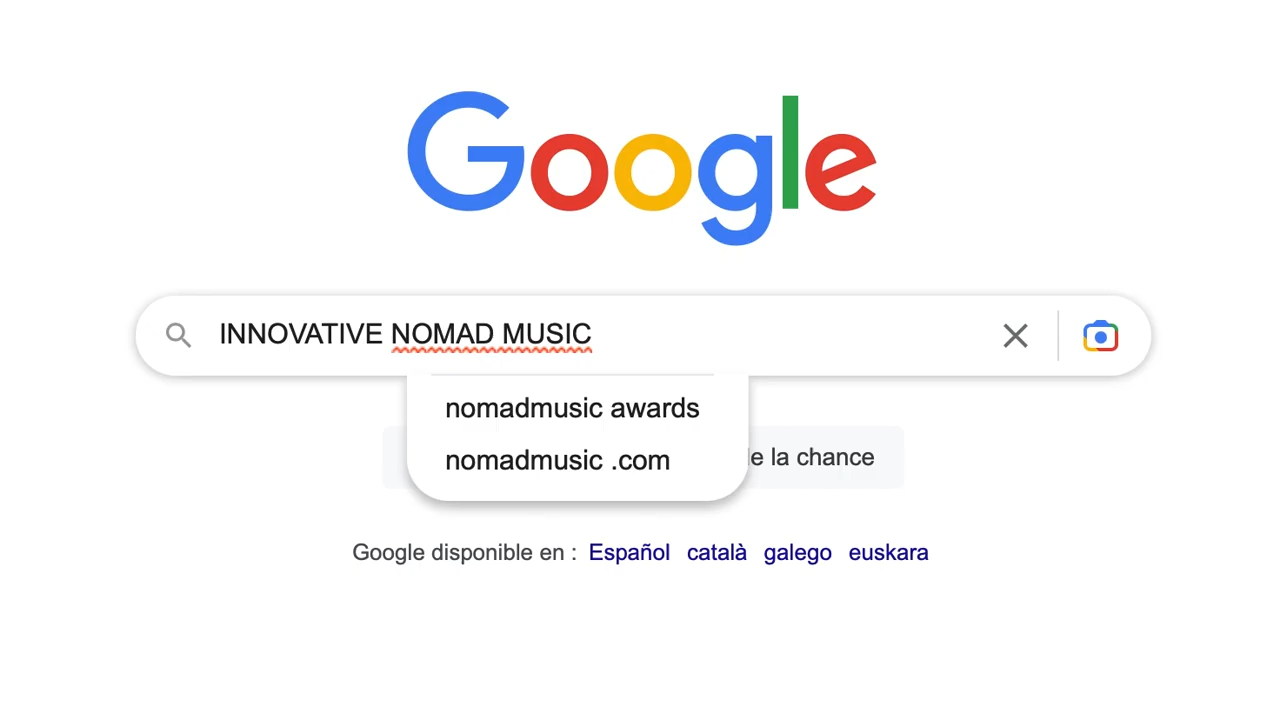 Google
INNOVATIVE NOMAD MUSIC
nomadmusic awards
nomadmusic .com
la chance
Google disponible en : Español català galego euskara